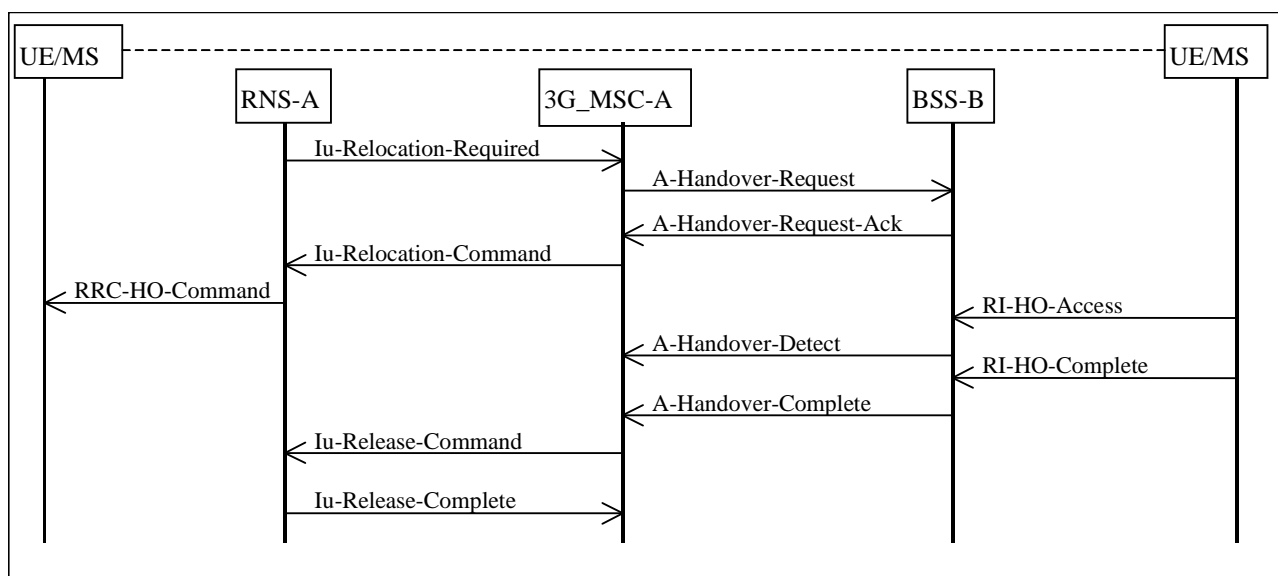 UE/MS
UE/MS
RNS-A
3G_MSC-A
BSS-B
Iu-Relocation-Required
A-Handover-Request
A-Handover-Request-Ack
Iu-Relocation-Command
RRC-HO-Command
RI-HO-Access
A-Handover-Detect
RI-HO-Complete
A-Handover-Complete
Iu-Release-Command
Iu-Release-Complete